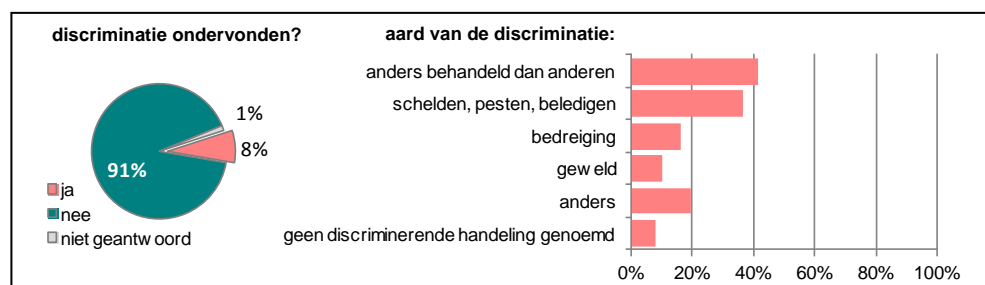 discriminatie ondervonden?
1%
8%
91%
ja
nee
niet geantw oord
aard van de discriminatie:
anders behandeld dan anderen
schelden, pesten, beledigen
bedreiging
gew eld
anders
geen discriminerende handeling genoemd
0% 20% 40% 60% 80% 100%